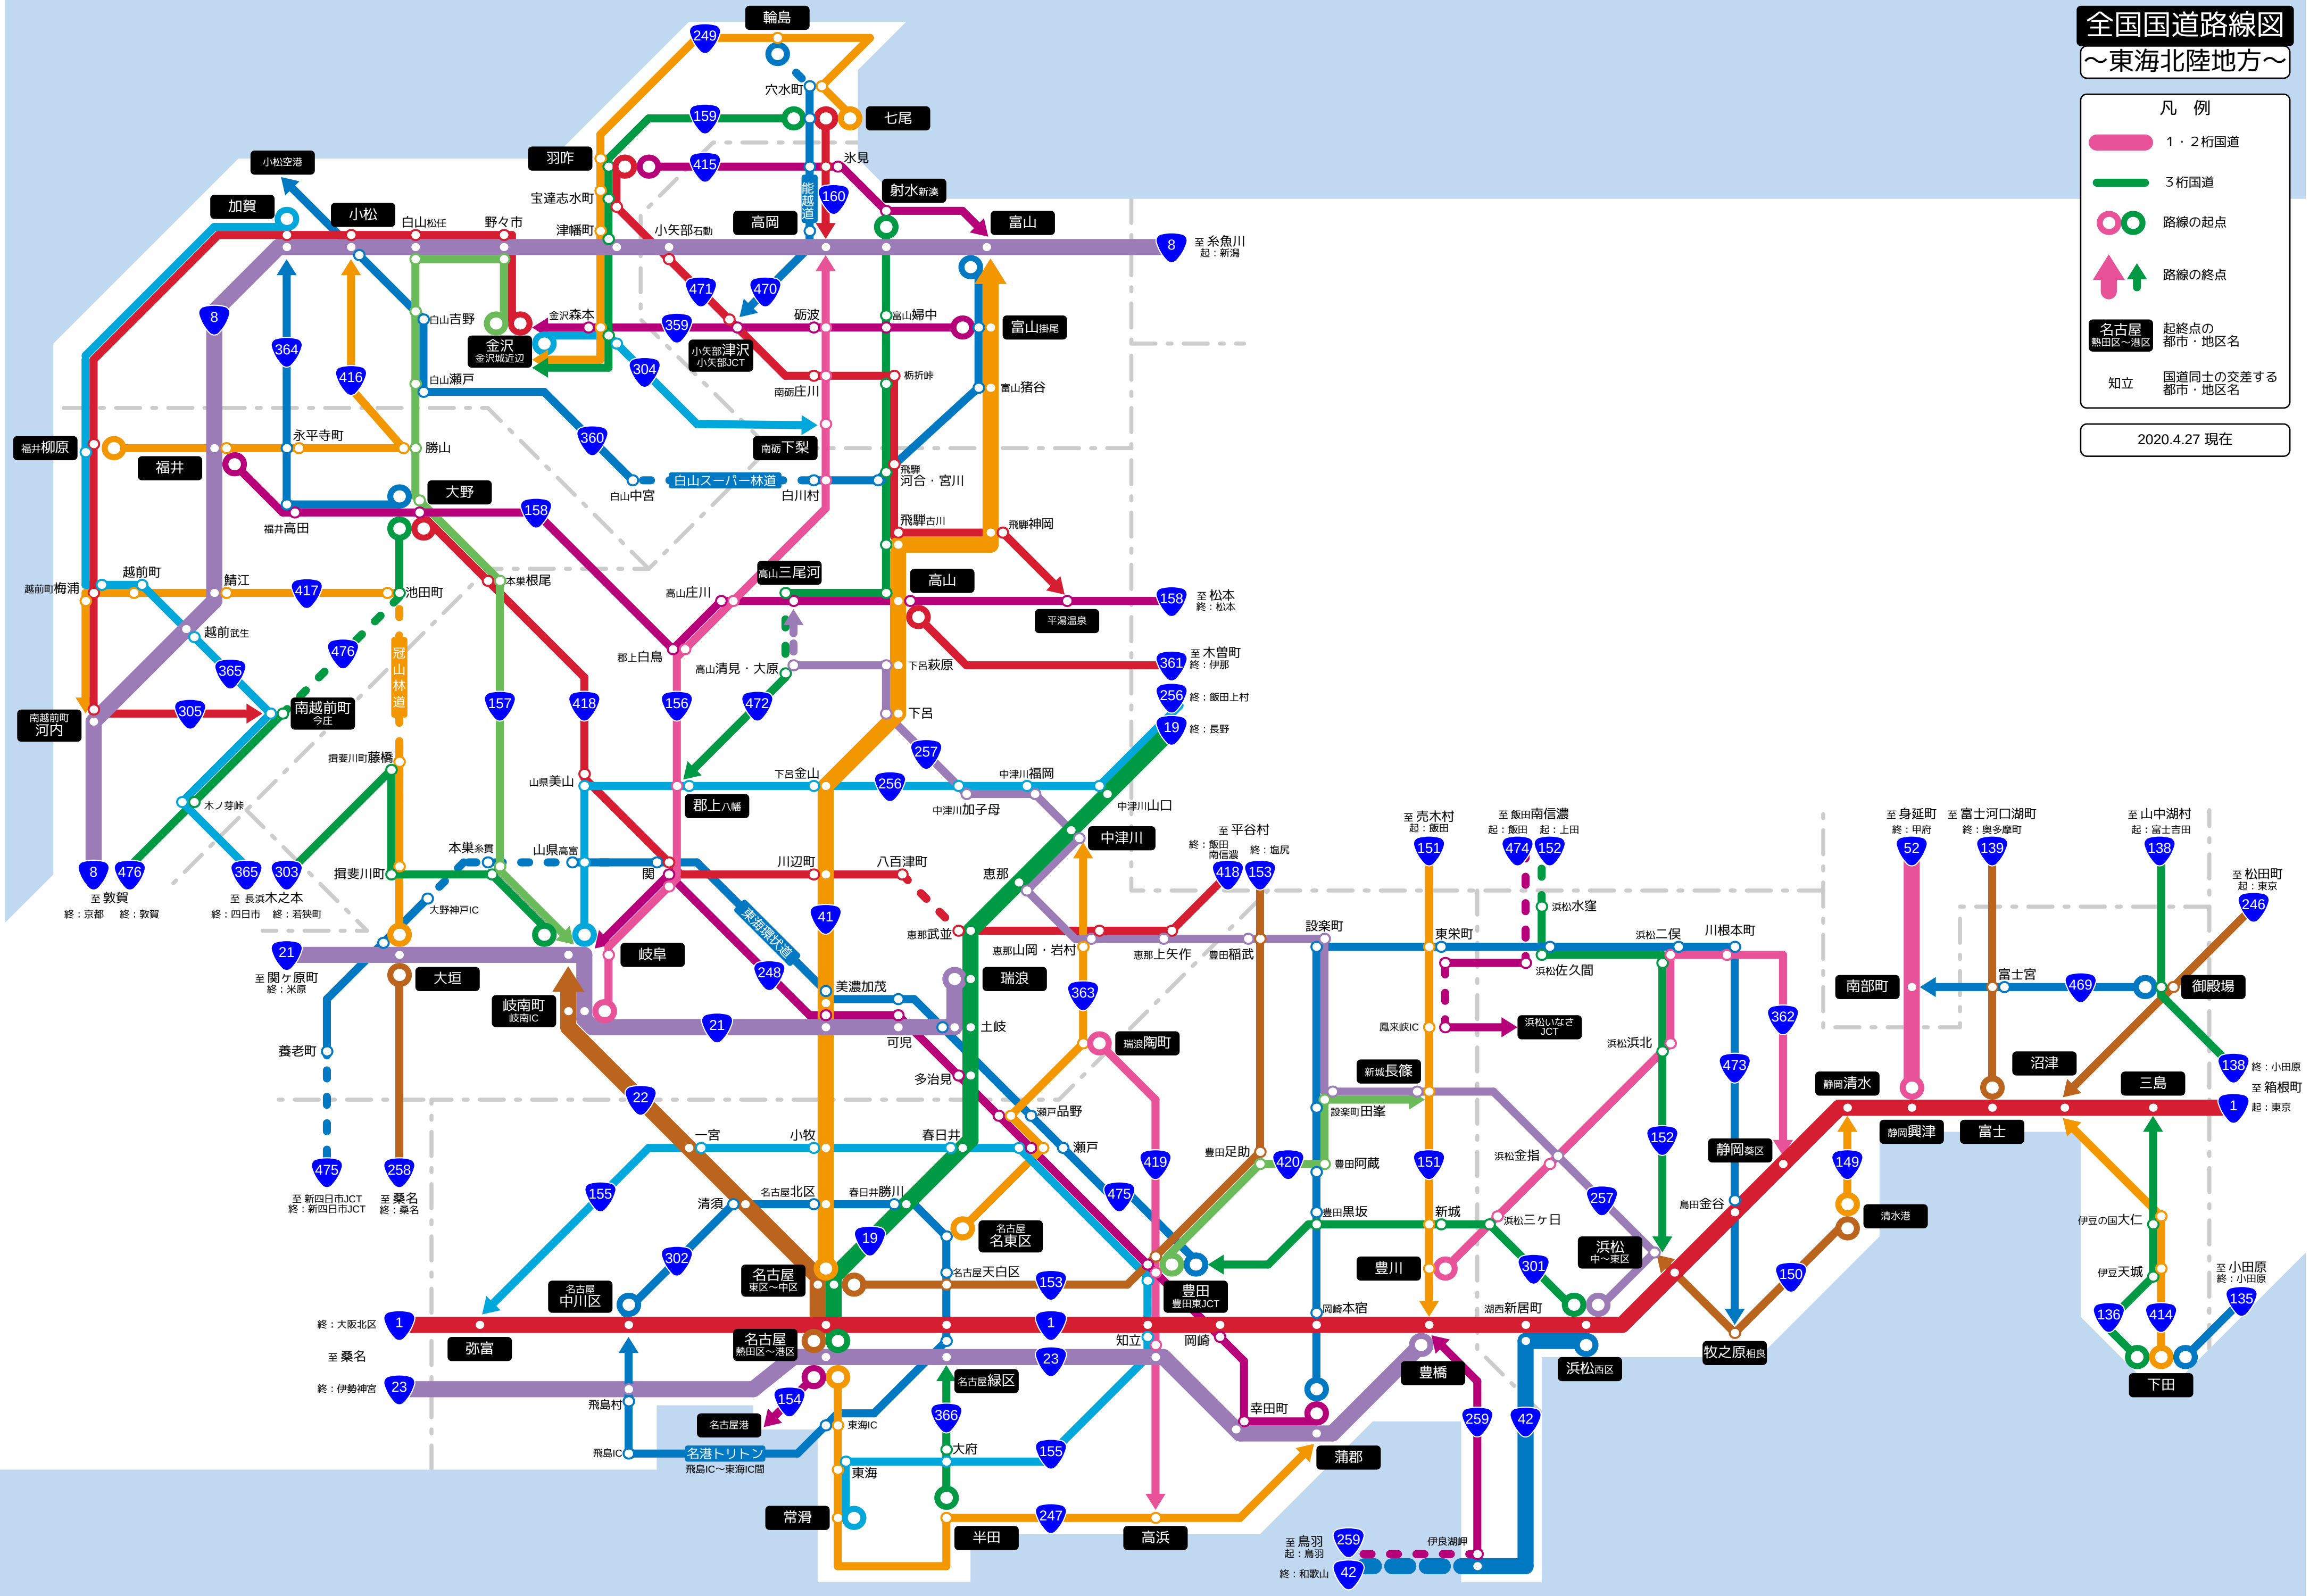 全国国道路線図
～東海北陸地方～
凡 例
1・2桁国道
3桁国道
路線の起点
路線の終点
名古屋
熱田区～港区
起終点の
都市・地区名
知立
国道同士の交差する
都市・地区名
2020.4.27 現在
輪島
249
穴水町
七尾
159
羽咋
415
氷見
小松空港
能越道
160
射水新湊
宝達志水町
加賀
小松
白山松任
野々市
津幡町
小矢部石動
高岡
富山
8
至 糸魚川
起：新潟
471
470
8
白山吉野
金沢森本
359
砺波
富山婦中
富山掛尾
364
金沢
金沢城近辺
小矢部津沢
小矢部JCT
416
白山瀬戸
304
南砺庄川
栃折峠
富山猪谷
福井柳原
永平寺町
勝山
360
南砺下梨
福井
飛騨
河合・宮川
白山スーパー林道
白山中宮
白川村
大野
158
福井高田
飛騨古川
飛騨神岡
越前町
鯖江
本巣根尾
高山三尾河
高山
越前町梅浦
417
池田町
高山庄川
158
至 松本
終：松本
平湯温泉
越前武生
476
冠山林道
郡上白鳥
高山清見・大原
下呂萩原
361
至 木曽町
終：伊那
365
256
終：飯田上村
南越前町
河内
305
南越前町
今庄
157
418
156
472
下呂
19
終：長野
揖斐川町藤橋
257
山県美山
下呂金山
256
中津川福岡
木ノ芽峠
郡上八幡
中津川加子母
中津川山口
中津川
本巣糸貫
山県高富
8
476
365
303
揖斐川町
関
川辺町
八百津町
恵那
至 敦賀
終：京都
終：敦賀
至 長浜木之本
終：四日市
終：若狭町
大野神戸IC
至 平谷村
終：飯田
南信濃
終：塩尻
418
153
至 売木村
起：飯田
151
至 飯田南信濃
起：飯田
起：上田
474
152
至 身延町
終：甲府
52
至 富士河口湖町
終：奥多摩町
139
至 山中湖村
起：富士吉田
138
至 松田町
起：東京
246
41
東海環状道
恵那武並
設楽町
浜松水窪
21
至 関ヶ原町
終：米原
大垣
岐阜
248
恵那山岡・岩村
恵那上矢作
豊田稲武
東栄町
浜松二俣
川根本町
浜松佐久間
岐南町
岐南IC
美濃加茂
瑞浪
363
南部町
富士宮
469
御殿場
21
土岐
可児
鳳来峡IC
浜松いなさ
JCT
362
養老町
瑞浪陶町
浜松浜北
473
沼津
138
終：小田原
多治見
新城長篠
静岡清水
三島
至 箱根町
22
瀬戸品野
設楽町田峯
静岡興津
富士
1
起：東京
一宮
小牧
春日井
瀬戸
152
静岡葵区
475
至 新四日市JCT
終：新四日市JCT
258
至 桑名
終：桑名
419
豊田足助
420
豊田阿蔵
151
浜松金指
149
155
清須
名古屋北区
春日井勝川
475
257
島田金谷
19
名古屋
名東区
豊田黒坂
新城
浜松三ヶ日
清水港
伊豆の国大仁
302
名古屋
東区～中区
名古屋天白区
豊川
浜松
中～東区
301
150
伊豆天城
至 小田原
終：小田原
名古屋
中川区
153
豊田
豊田東JCT
岡崎本宿
湖西新居町
136
414
135
終：大阪北区
1
弥富
名古屋
熱田区～港区
1
知立
岡崎
牧之原相良
至 桑名
23
豊橋
浜松西区
終：伊勢神宮
23
名古屋緑区
下田
飛島村
154
名古屋港
366
幸田町
259
42
東海IC
大府
155
飛島IC
名港トリトン
飛島IC～東海IC間
東海
蒲郡
常滑
半田
247
高浜
至 鳥羽
起：鳥羽
259
伊良湖岬
終：和歌山
42